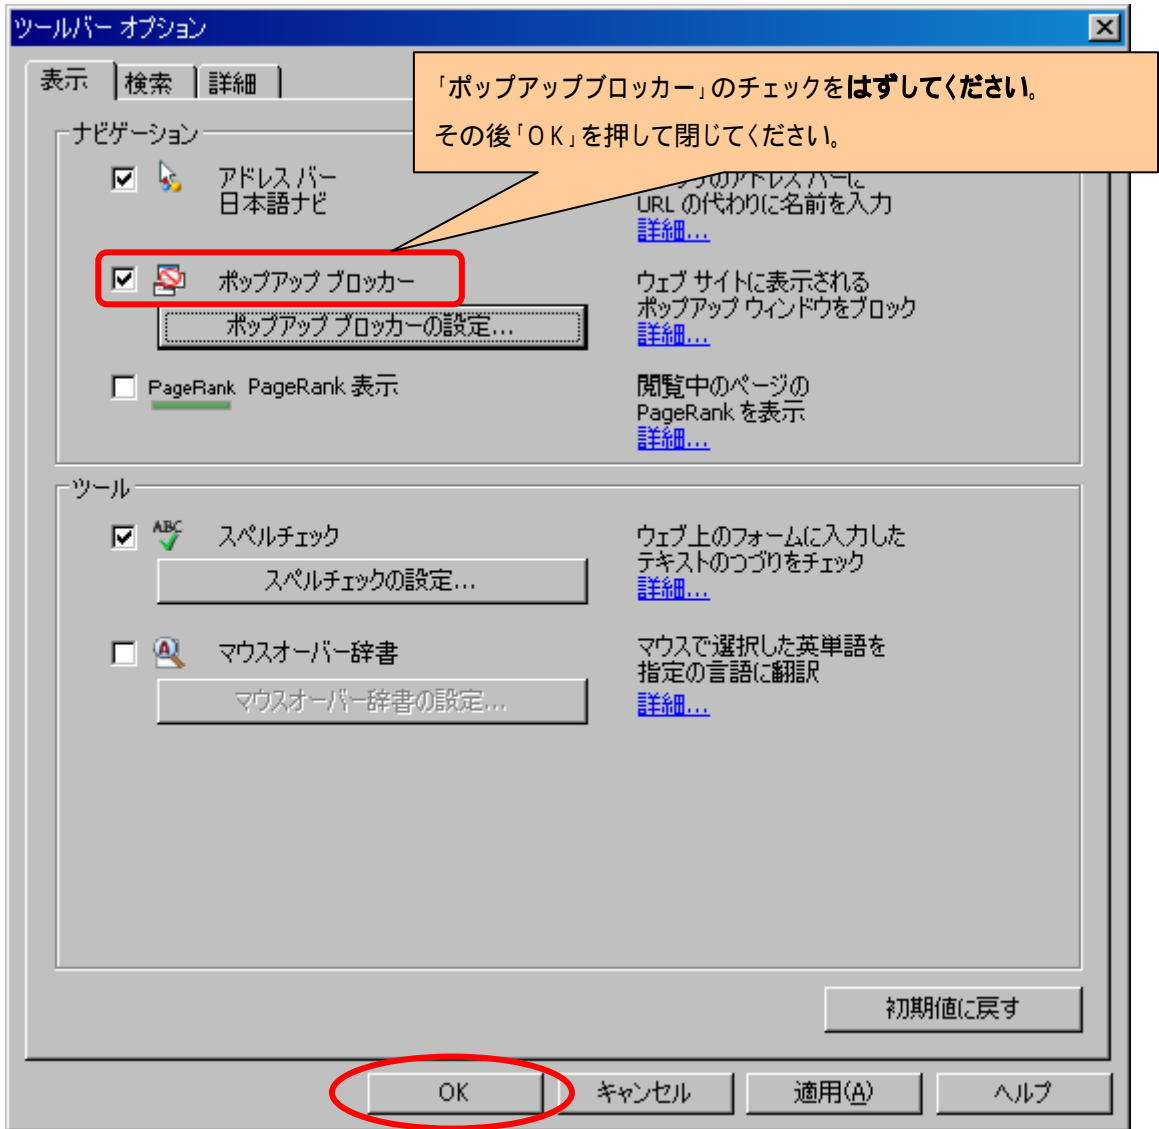 ツールバー オプション
表示 検索 詳細
「ポップアップブロッカー」のチェックをはずしてください。
その後「OK」を押して閉じてください。
ナビゲーション
アドレス バー
日本語ナビ
URL の代わりに名前を入力
詳細...
ポップアップ ブロッカー
ポップアップ ブロッカーの設定...
ウェブ サイトに表示される
ポップアップ ウィンドウをブロック
詳細...
PageRank PageRank 表示
閲覧中のページの
PageRank を表示
詳細...
ツール
ABC スペルチェック
スペルチェックの設定...
ウェブ上のフォームに入力した
テキストのつづりをチェック
詳細...
マウスオーバー辞書
マウスオーバー辞書の設定...
マウスで選択した英単語を
指定の言語に翻訳
詳細...
初期値に戻す
OK キャンセル 適用(A) ヘルプ